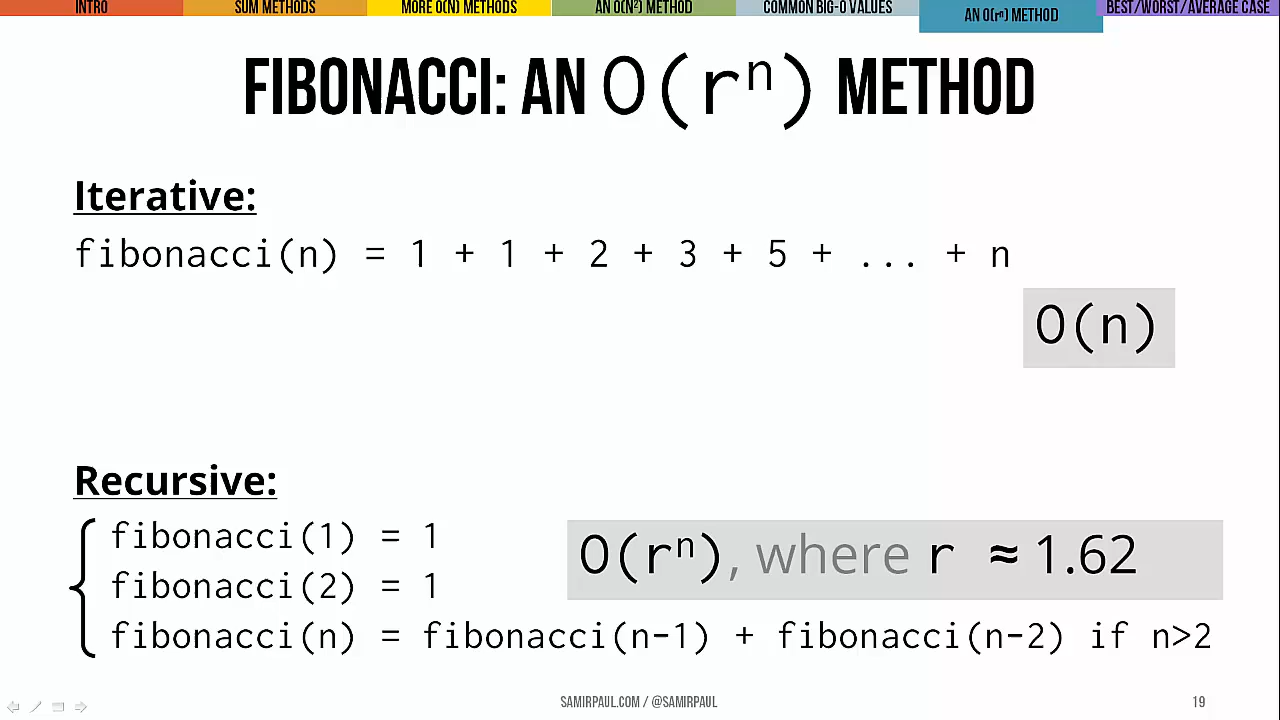 INTRO
SUM METHODS
MORE O(N) METHODS
AN O(N²) METHOD
COMMON BIG-O VALUES
AN O(rⁿ) METHOD
BEST/WORST/AVERAGE CASE
FIBONACCI: AN O(rⁿ) METHOD
Iterative:
fibonacci(n) = 1 + 1 + 2 + 3 + 5 + ... + n
O(n)
Recursive:
fibonacci(1) = 1
O(rⁿ), where r ≈ 1.62
fibonacci(2) = 1
fibonacci(n) = fibonacci(n-1) + fibonacci(n-2) if n>2
SAMIRPAUL.COM / @SAMIRPAUL
19